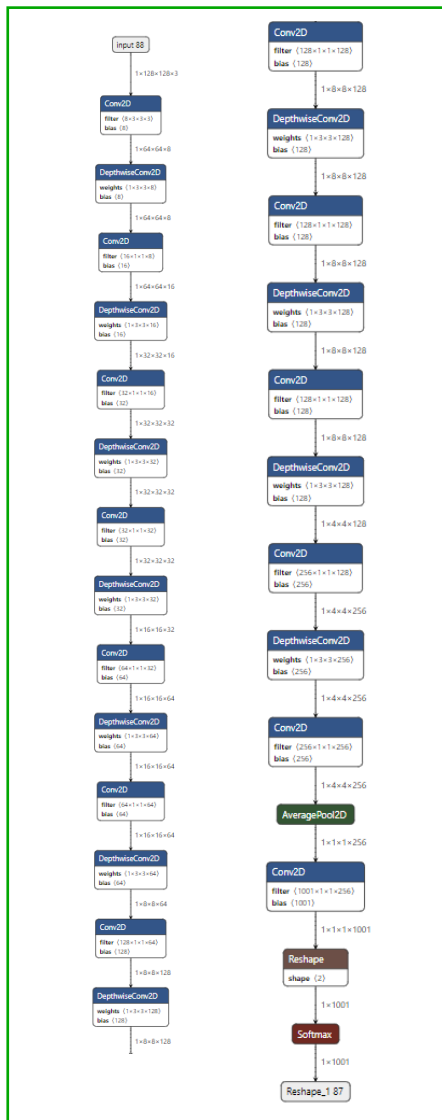 input 88
1×128×128×3
Conv2D
filter ⟨8×3×3×3⟩
bias ⟨8⟩
1×64×64×8
DepthwiseConv2D
weights ⟨1×3×3×8⟩
bias ⟨8⟩
1×64×64×8
Conv2D
filter ⟨16×1×1×8⟩
bias ⟨16⟩
1×64×64×16
DepthwiseConv2D
weights ⟨1×3×3×16⟩
bias ⟨16⟩
1×32×32×16
Conv2D
filter ⟨32×1×1×16⟩
bias ⟨32⟩
1×32×32×32
DepthwiseConv2D
weights ⟨1×3×3×32⟩
bias ⟨32⟩
1×32×32×32
Conv2D
filter ⟨32×1×1×32⟩
bias ⟨32⟩
1×32×32×32
DepthwiseConv2D
weights ⟨1×3×3×32⟩
bias ⟨32⟩
1×16×16×32
Conv2D
filter ⟨64×1×1×32⟩
bias ⟨64⟩
1×16×16×64
DepthwiseConv2D
weights ⟨1×3×3×64⟩
bias ⟨64⟩
1×16×16×64
Conv2D
filter ⟨64×1×1×64⟩
bias ⟨64⟩
1×16×16×64
DepthwiseConv2D
weights ⟨1×3×3×64⟩
bias ⟨64⟩
1×8×8×64
Conv2D
filter ⟨128×1×1×64⟩
bias ⟨128⟩
1×8×8×128
DepthwiseConv2D
weights ⟨1×3×3×128⟩
bias ⟨128⟩
1×8×8×128
Conv2D
filter ⟨128×1×1×128⟩
bias ⟨128⟩
1×8×8×128
DepthwiseConv2D
weights ⟨1×3×3×128⟩
bias ⟨128⟩
1×8×8×128
Conv2D
filter ⟨128×1×1×128⟩
bias ⟨128⟩
1×8×8×128
DepthwiseConv2D
weights ⟨1×3×3×128⟩
bias ⟨128⟩
1×8×8×128
Conv2D
filter ⟨128×1×1×128⟩
bias ⟨128⟩
1×8×8×128
DepthwiseConv2D
weights ⟨1×3×3×128⟩
bias ⟨128⟩
1×4×4×128
Conv2D
filter ⟨256×1×1×128⟩
bias ⟨256⟩
1×4×4×256
DepthwiseConv2D
weights ⟨1×3×3×256⟩
bias ⟨256⟩
1×4×4×256
Conv2D
filter ⟨256×1×1×256⟩
bias ⟨256⟩
1×4×4×256
AveragePool2D
1×1×1×256
Conv2D
filter ⟨1001×1×1×256⟩
bias ⟨1001⟩
1×1×1×1001
Reshape
shape ⟨2⟩
1×1001
Softmax
1×1001
Reshape_1 87